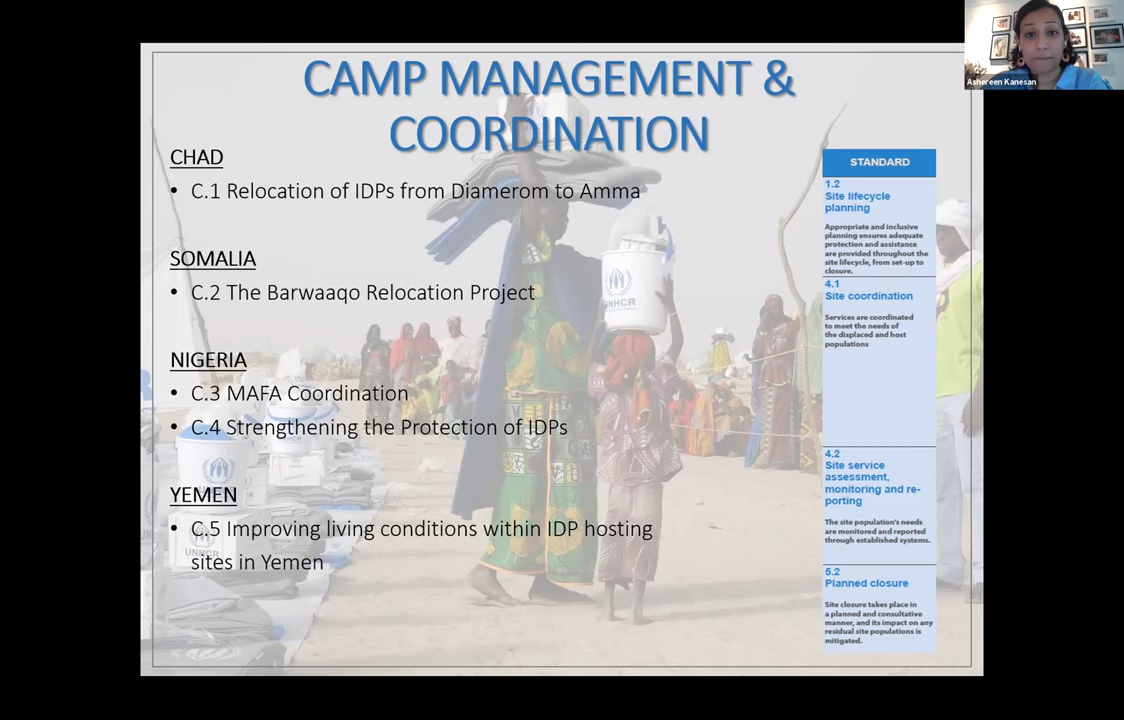 CAMP MANAGEMENT &
COORDINATION
CHAD
• C.1 Relocation of IDPs from Diamerom to Amma
SOMALIA
• C.2 The Barwaaqo Relocation Project
NIGERIA
• C.3 MAFA Coordination
• C.4 Strengthening the Protection of IDPs
YEMEN
• C.5 Improving living conditions within IDP hosting
sites in Yemen
STANDARD
1.2
Site lifecycle
planning
Appropriate and inclusive
planning ensures adequate
protection and assistance
are provided throughout the
site lifecycle, from set-up to
closure.
4.1
Site coordination
Services are coordinated
to meet the needs of
the displaced and host
populations
4.2
Site service
assessment,
monitoring and re-
porting
The site population's needs
are monitored and reported
through established systems.
5.2
Planned closure
Site closure takes place in
a planned and consultative
manner, and its impact on any
residual site populations is
mitigated.
Ashereen Kanesan
UNHCR
UNHCR